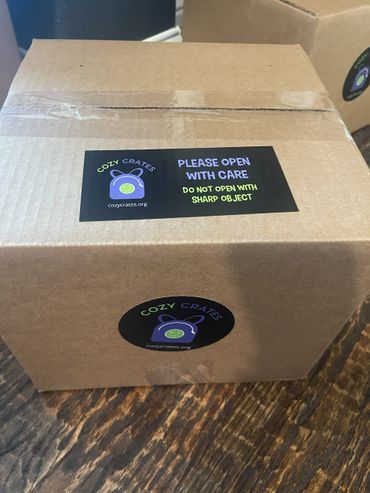 COZY CRATES
cozycrates.org
PLEASE OPEN
WITH CARE
DO NOT OPEN WITH
SHARP OBJECT
COZY CRATES
cozycrates.org